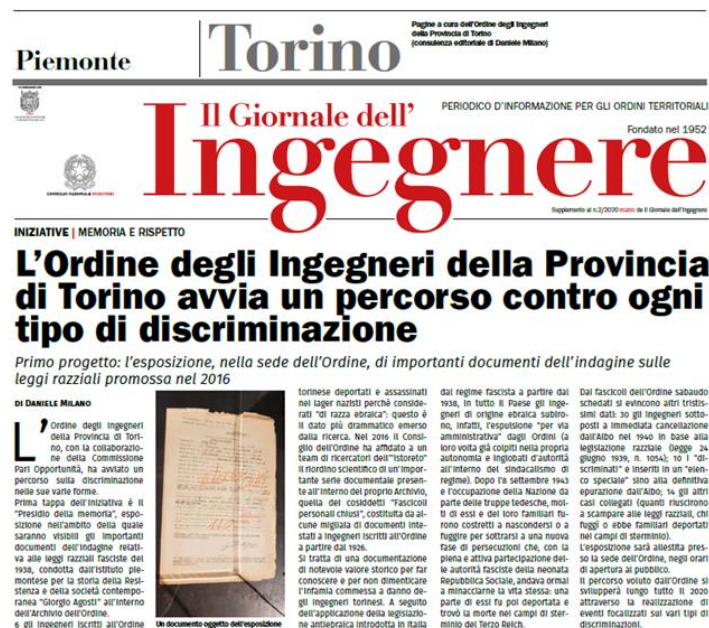 Piemonte
Torino
Pagine a cura dell'Ordine degli Ingegneri
della Provincia di Torino
(consulenza editoriale di Daniele Milano)
Il Giornale dell'
Ingegnere
PERIODICO D'INFORMAZIONE PER GLI ORDINI TERRITORIALI
Fondato nel 1952
CONSIGLIO NAZIONALE INGEGNERI
Supplemento al n.2/2020 marzo de Il Giornale dell'Ingegnere
INIZIATIVE | MEMORIA E RISPETTO
L'Ordine degli Ingegneri della Provincia
di Torino avvia un percorso contro ogni
tipo di discriminazione
Primo progetto: l'esposizione, nella sede dell'Ordine, di importanti documenti dell'indagine sulle
leggi razziali promossa nel 2016
DI DANIELE MILANO
L'Ordine degli Ingegneri
della Provincia di Tori-
no, con la collaborazio-
ne della Commissione
Pari Opportunità, ha avviato un
percorso sulla discriminazione
nelle sue varie forme.
Prima tappa dell'iniziativa è il
"Presidio della memoria", espo-
sizione nell'ambito della quale
saranno visibili gli importanti
documenti dell'indagine relati-
va alle leggi razziali fasciste del
1938, condotta dall'Istituto pie-
montese per la storia della Resi-
stenza e della società contempo-
ranea "Giorgio Agosti" all'interno
dell'Archivio dell'Ordine.
6 gli ingegneri iscritti all'Ordine
Un documento oggetto dell'esposizione
torinese deportati e assassinati
nei lager nazisti perchè conside-
rati "di razza ebraica": questo è
il dato più drammatico emerso
dalla ricerca. Nel 2016 il Consi-
glio dell'Ordine ha affidato a un
team di ricercatori dell'"Istoreto"
il riordino scientifico di un'impor-
tante serie documentale presen-
te all'interno del proprio Archivio,
quella dei cosiddetti "Fascicoli
personali chiusi", costituita da al-
cune migliaia di documenti inte-
stati a ingegneri iscritti all'Ordine
a partire dal 1926.
Si tratta di una documentazione
di notevole valore storico per far
conoscere e per non dimenticare
l'infamia commessa a danno de-
gli ingegneri torinesi. A seguito
dell'applicazione della legislazio-
ne antiebraica introdotta in Italia
dal regime fascista a partire dal
1938, in tutto il Paese gli inge-
gneri di origine ebraica subiro-
no, infatti, l'espulsione "per via
amministrativa" dagli Ordini (a
loro volta già colpiti nella propria
autonomia e inglobati d'autorità
all'interno del sindacalismo di
regime). Dopo l'8 settembre 1943
e l'occupazione della Nazione da
parte delle truppe tedesche, mol-
ti di essi e dei loro familiari fu-
rono costretti a nascondersi o a
fuggire per sottrarsi a una nuova
fase di persecuzioni che, con la
piena e attiva partecipazione del-
le autorità fasciste della neonata
Repubblica Sociale, andava ormai
a minacciarne la vita stessa: una
parte di essi fu poi deportata e
trovò la morte nei campi di ster-
minio del Terzo Reich.
Dai fascicoli dell'Ordine sabaudo
schedati si evincono altri tristis-
simi dati: 30 gli ingegneri sotto-
posti a immediata cancellazione
dall'Albo nel 1940 in base alla
legislazione razziale (legge 24
giugno 1939, n. 1054); 10 i "di-
scriminati" e inseriti in un "elen-
co speciale" sino alla definitiva
epurazione dall'Albo; 14 gli altri
casi collegati (quanti riuscirono
a scampare alle leggi razziali, chi
fuggì o ebbe familiari deportati
nei campi di sterminio).
L'esposizione sarà allestita pres-
so la sede dell'Ordine, negli orari
di apertura al pubblico.
Il percorso voluto dall'Ordine si
svilupperà lungo tutto il 2020
attraverso la realizzazione di
eventi focalizzati sui vari tipi di
discriminazioni.